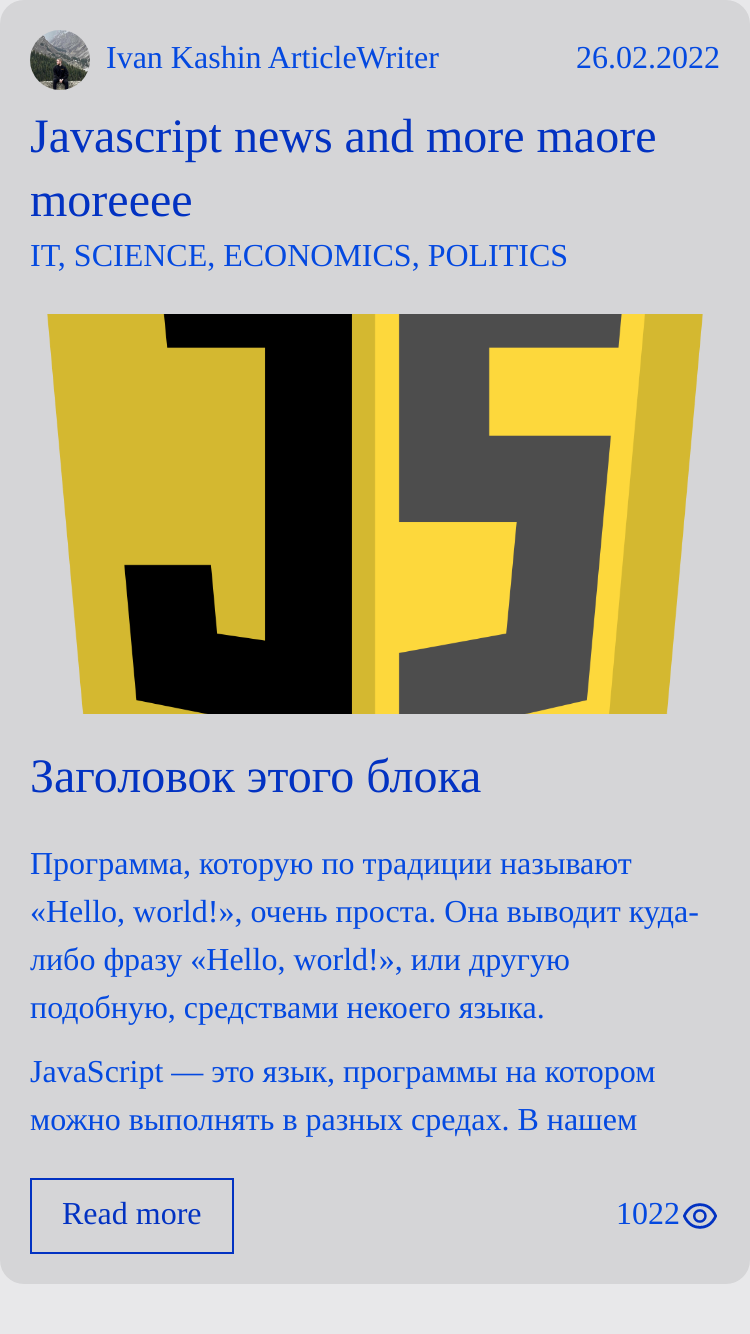 Ivan Kashin ArticleWriter 26.02.2022
Javascript news and more maore
moreeee
IT, SCIENCE, ECONOMICS, POLITICS
JS
Заголовок этого блока
Программа, которую по традиции называют
«Hello, world!», очень проста. Она выводит куда-
либо фразу «Hello, world!», или другую
подобную, средствами некоего языка.
JavaScript — это язык, программы на котором
можно выполнять в разных средах. В нашем
Read more 1022